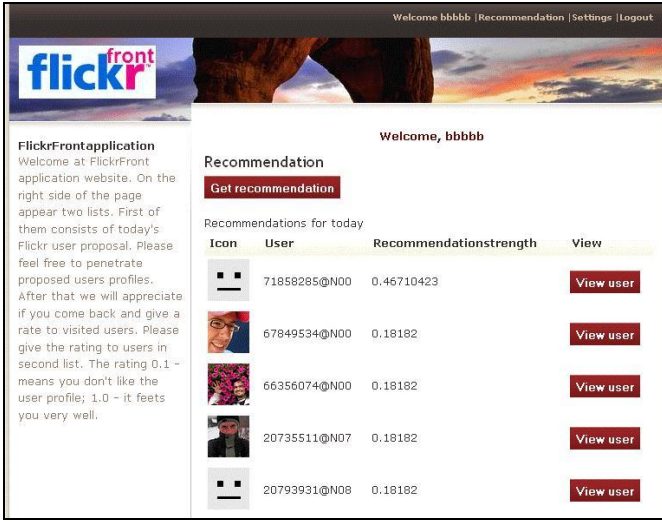 Welcome bbbbb |Recommendation |Settings |Logout
flickr front
Welcome, bbbbb
FlickrFrontapplication
Welcome at FlickrFront
application website. On the
right side of the page
appear two lists. First of
them consists of today's
Flickr user proposal. Please
feel free to penetrate
proposed users profiles.
After that we will appreciate
if you come back and give a
rate to visited users. Please
give the rating to users in
second list. The rating 0.1 -
means you don't like the
user profile; 1.0 - it feets
you very well.
Recommendation
Get recommendation
Recommendations for today
Icon User Recommendationstrength View
71858285@N00 0.46710423 View user
67849534@N00 0.18182 View user
66356074@N00 0.18182 View user
20735511@N07 0.18182 View user
20793931@N08 0.18182 View user